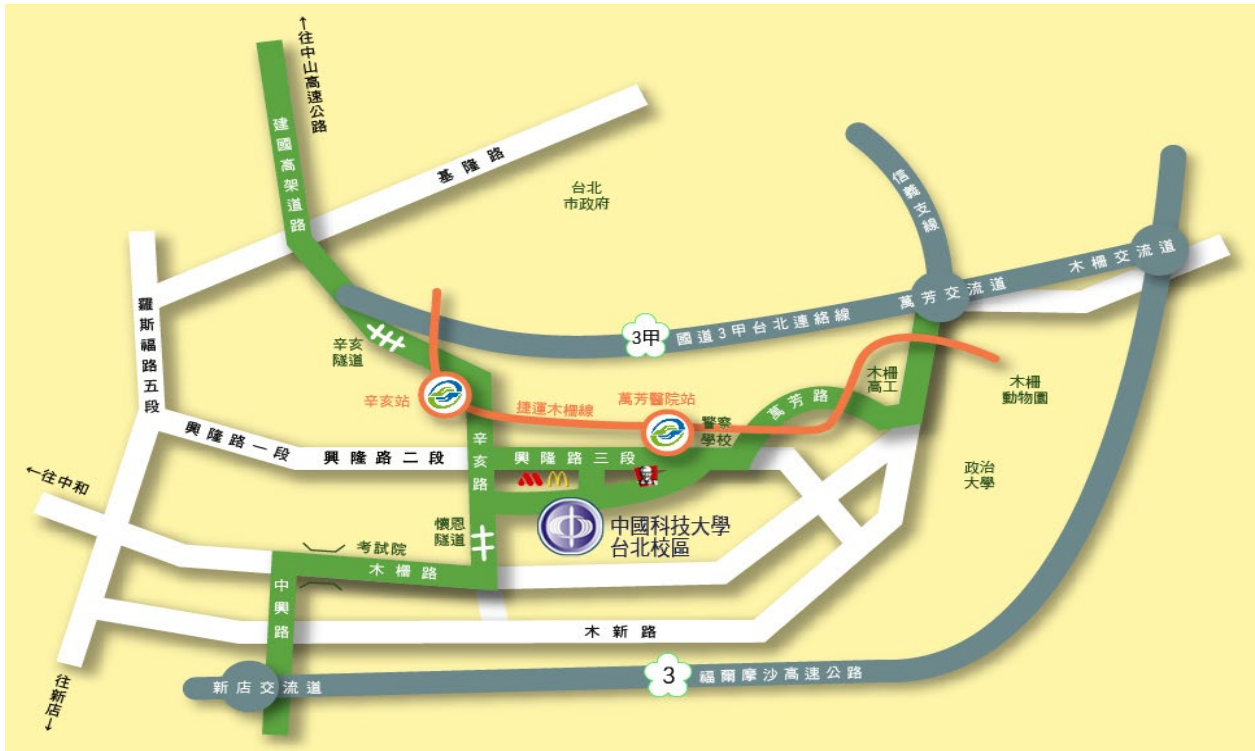 ←往中山高速公路
建國高架道路
基隆路
台北
市政府
信義支線
木柵交流道
萬芳交流道
國道3甲台北連絡線
3甲
羅斯福路五段
辛亥
隧道
辛亥站
捷運木柵線
萬芳醫院站
警察
學校
萬芳路
木柵
高工
木柵
動物園
興隆路一段
興隆路二段
辛亥路
興隆路三段
政治
大學
←往中和
懷恩
隧道
中國科技大學
台北校區
考試院
木柵路
中興路
木新路
往新店→
新店交流道
3
福爾摩沙高速公路